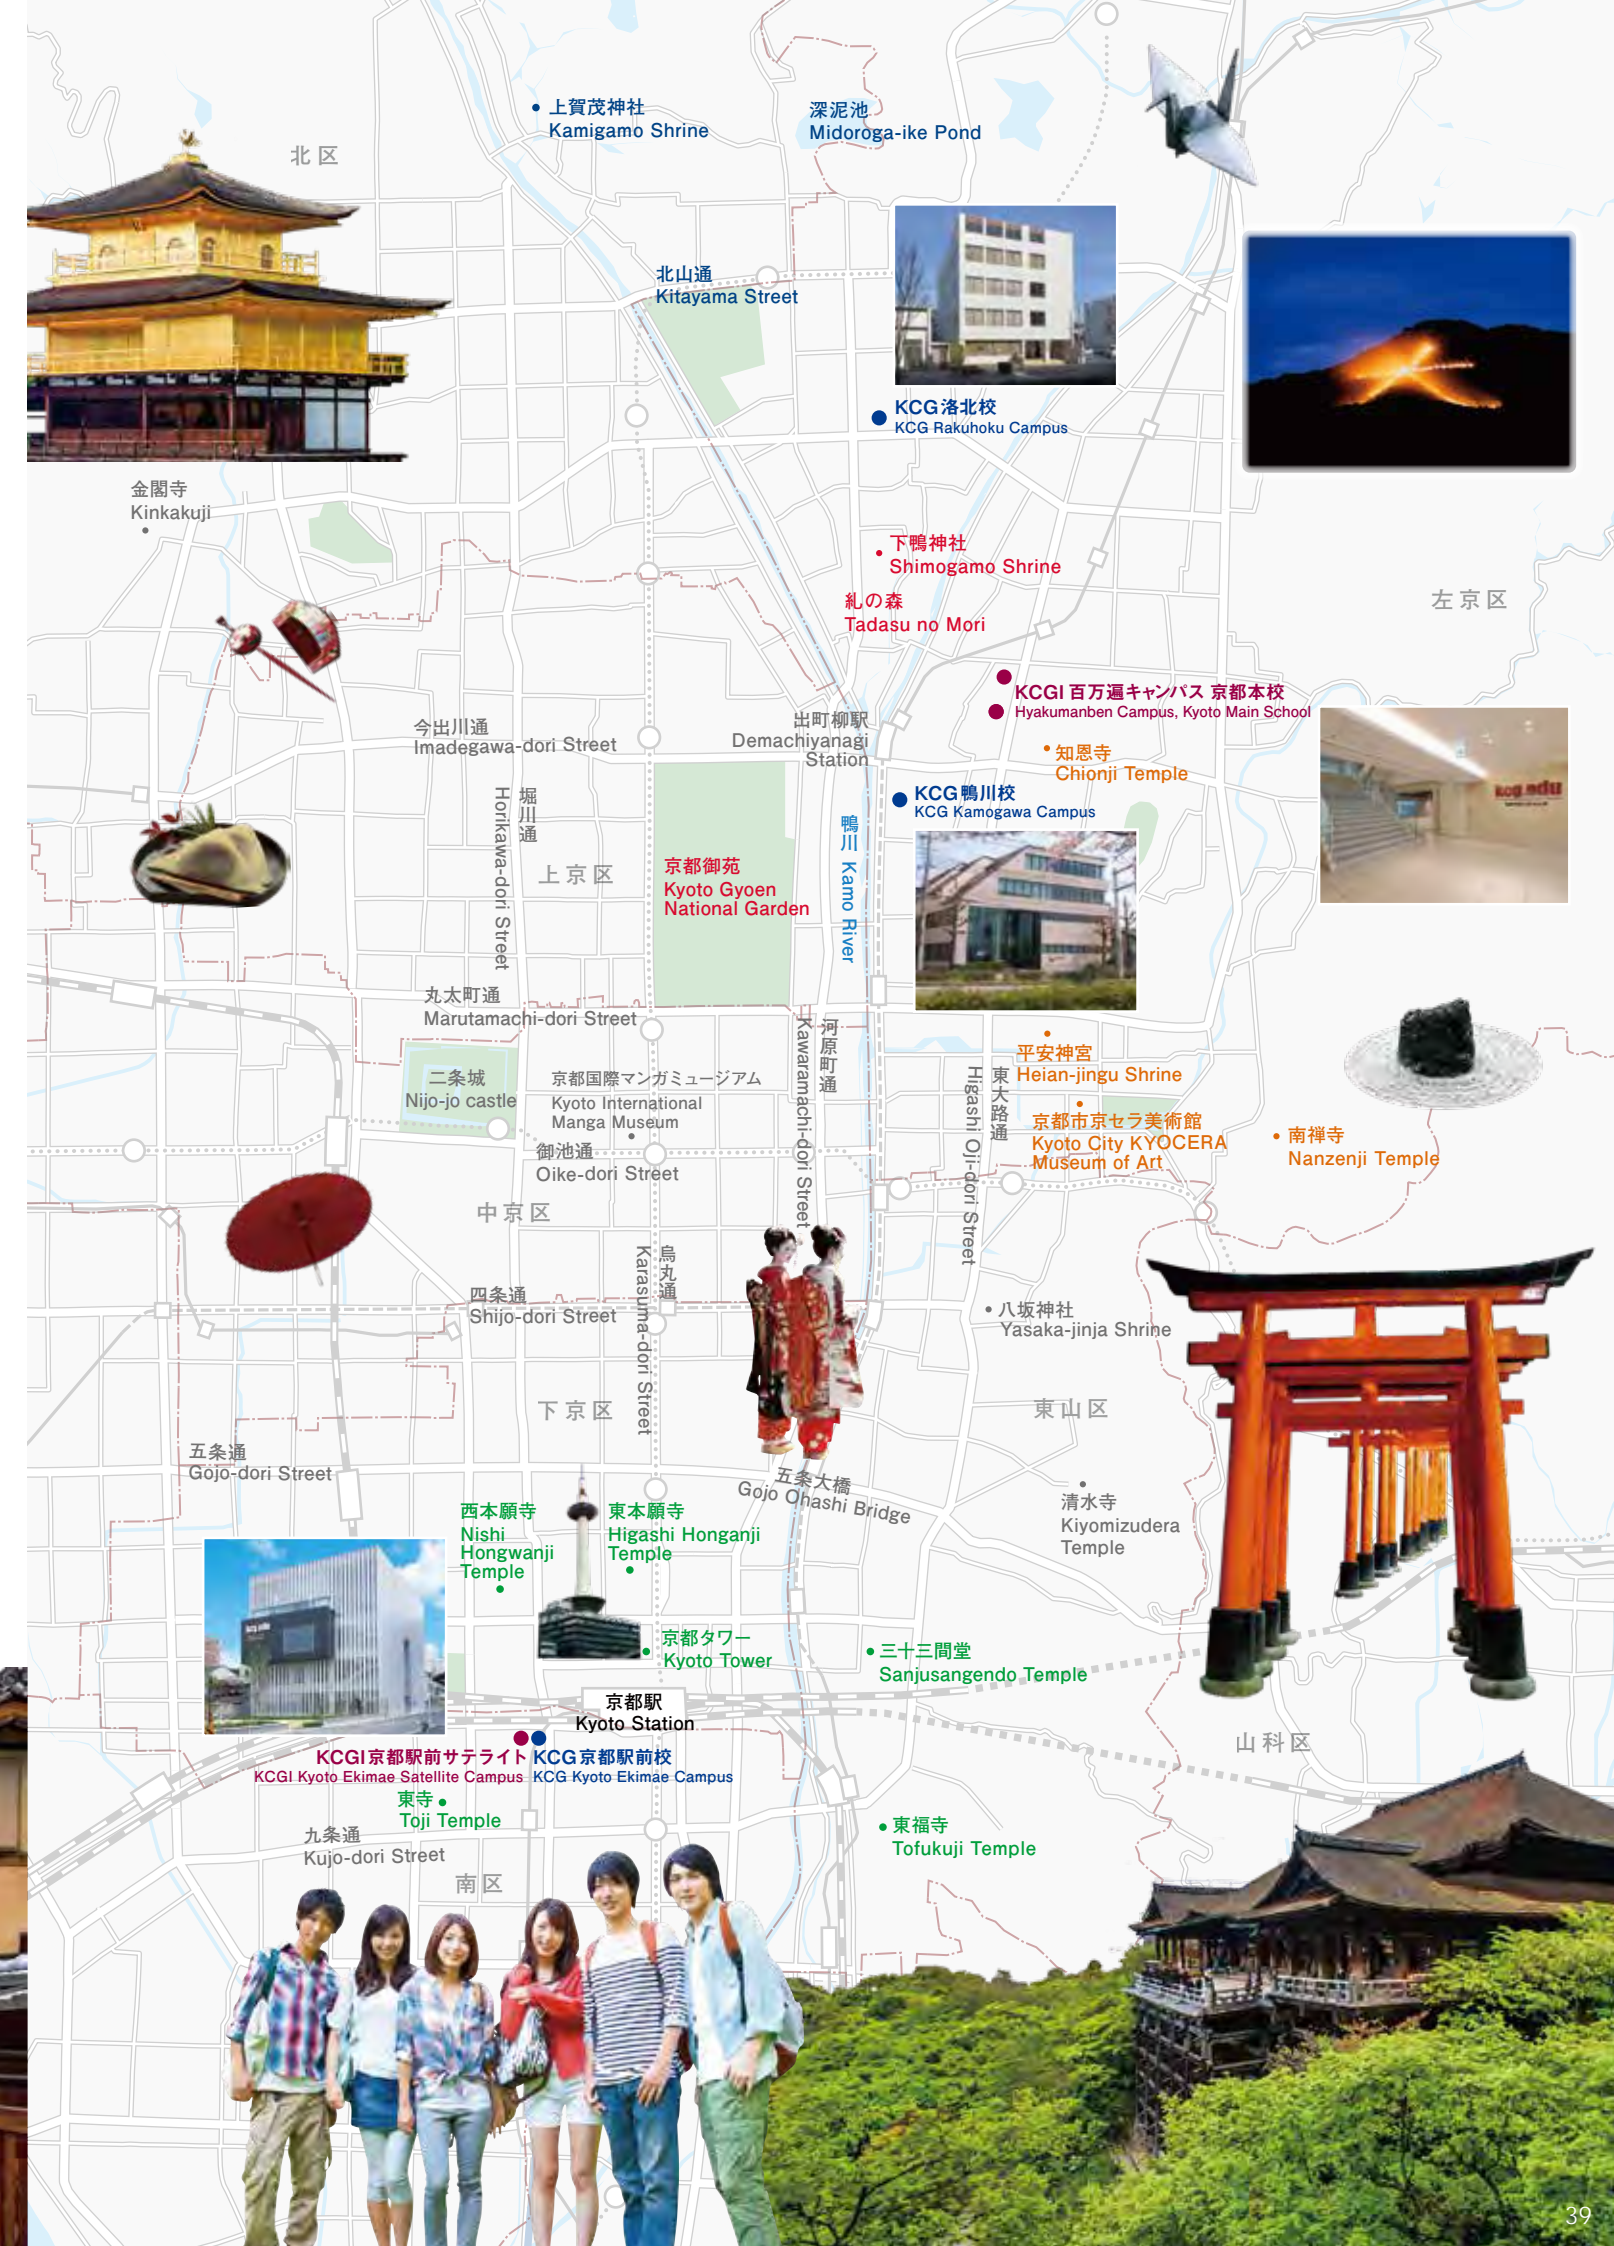 上賀茂神社
Kamigamo Shrine
深泥池
Midoroga-ike Pond
北区
北山通
Kitayama Street
KCG洛北校
KCG Rakuhoku Campus
金閣寺
Kinkakuji
下鴨神社
Shimogamo Shrine
糺の森
Tadasu no Mori
左京区
KCGI 百万遍キャンパス 京都本校
Hyakumanben Campus, Kyoto Main School
今出川通
Imadegawa-dori Street
出町柳駅
Demachiyanagi
Station
知恩寺
Chionji Temple
kcg.edu
KCG鴨川校
KCG Kamogawa Campus
堀川通
Horikawa-dori Street
鴨川 Kamo River
上京区
京都御苑
Kyoto Gyoen
National Garden
丸太町通
Marutamachi-dori Street
河原町通
Kawaramachi-dori Street
平安神宮
Heian-jingu Shrine
東大路通
Higashi Oji-dori Street
二条城
Nijo-jo castle
京都国際マンガミュージアム
Kyoto International
Manga Museum
京都市京セラ美術館
Kyoto City KYOCERA
Museum of Art
南禅寺
Nanzenji Temple
御池通
Oike-dori Street
中京区
烏丸通
Karasuma-dori Street
四条通
Shijo-dori Street
八坂神社
Yasaka-jinja Shrine
下京区
東山区
五条通
Gojo-dori Street
五条大橋
Gojo Ohashi Bridge
清水寺
Kiyomizudera
Temple
西本願寺
Nishi
Hongwanji
Temple
東本願寺
Higashi Honganji
Temple
kcg.edu
京都タワー
Kyoto Tower
三十三間堂
Sanjusangendo Temple
京都駅
Kyoto Station
山科区
KCGI京都駅前サテライト
KCGI Kyoto Ekimae Satellite Campus
KCG京都駅前校
KCG Kyoto Ekimae Campus
東寺
Toji Temple
東福寺
Tofukuji Temple
九条通
Kujo-dori Street
南区
39